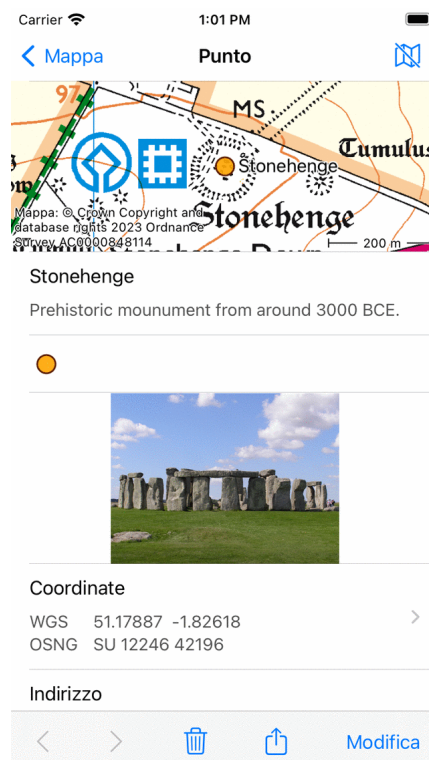 Carrier 1:01 PM
Mappa Punto
97
MS
Tumulus
Stonehenge
Stonehenge
Mappa: © Crown Copyright and
database rights 2023 Ordnance
Survey AC0000848114
200 m
Stonehenge
Prehistoric mounument from around 3000 BCE.
Coordinate
WGS 51.17887 -1.82618
OSNG SU 12246 42196
Indirizzo
Modifica